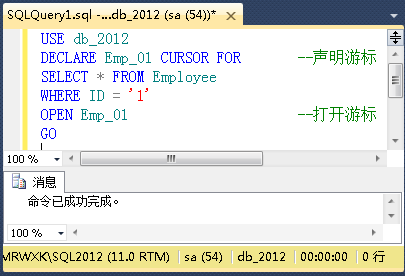 SQLQuery1.sql -...db_2012 (sa (54))*
USE db_2012
DECLARE Emp_01 CURSOR FOR --声明游标
SELECT * FROM Employee
WHERE ID = '1'
OPEN Emp_01 --打开游标
GO
100 %
消息
命令已成功完成。
100 %
MRWXK\SQL2012 (11.0 RTM) sa (54) db_2012 00:00:00 0 行